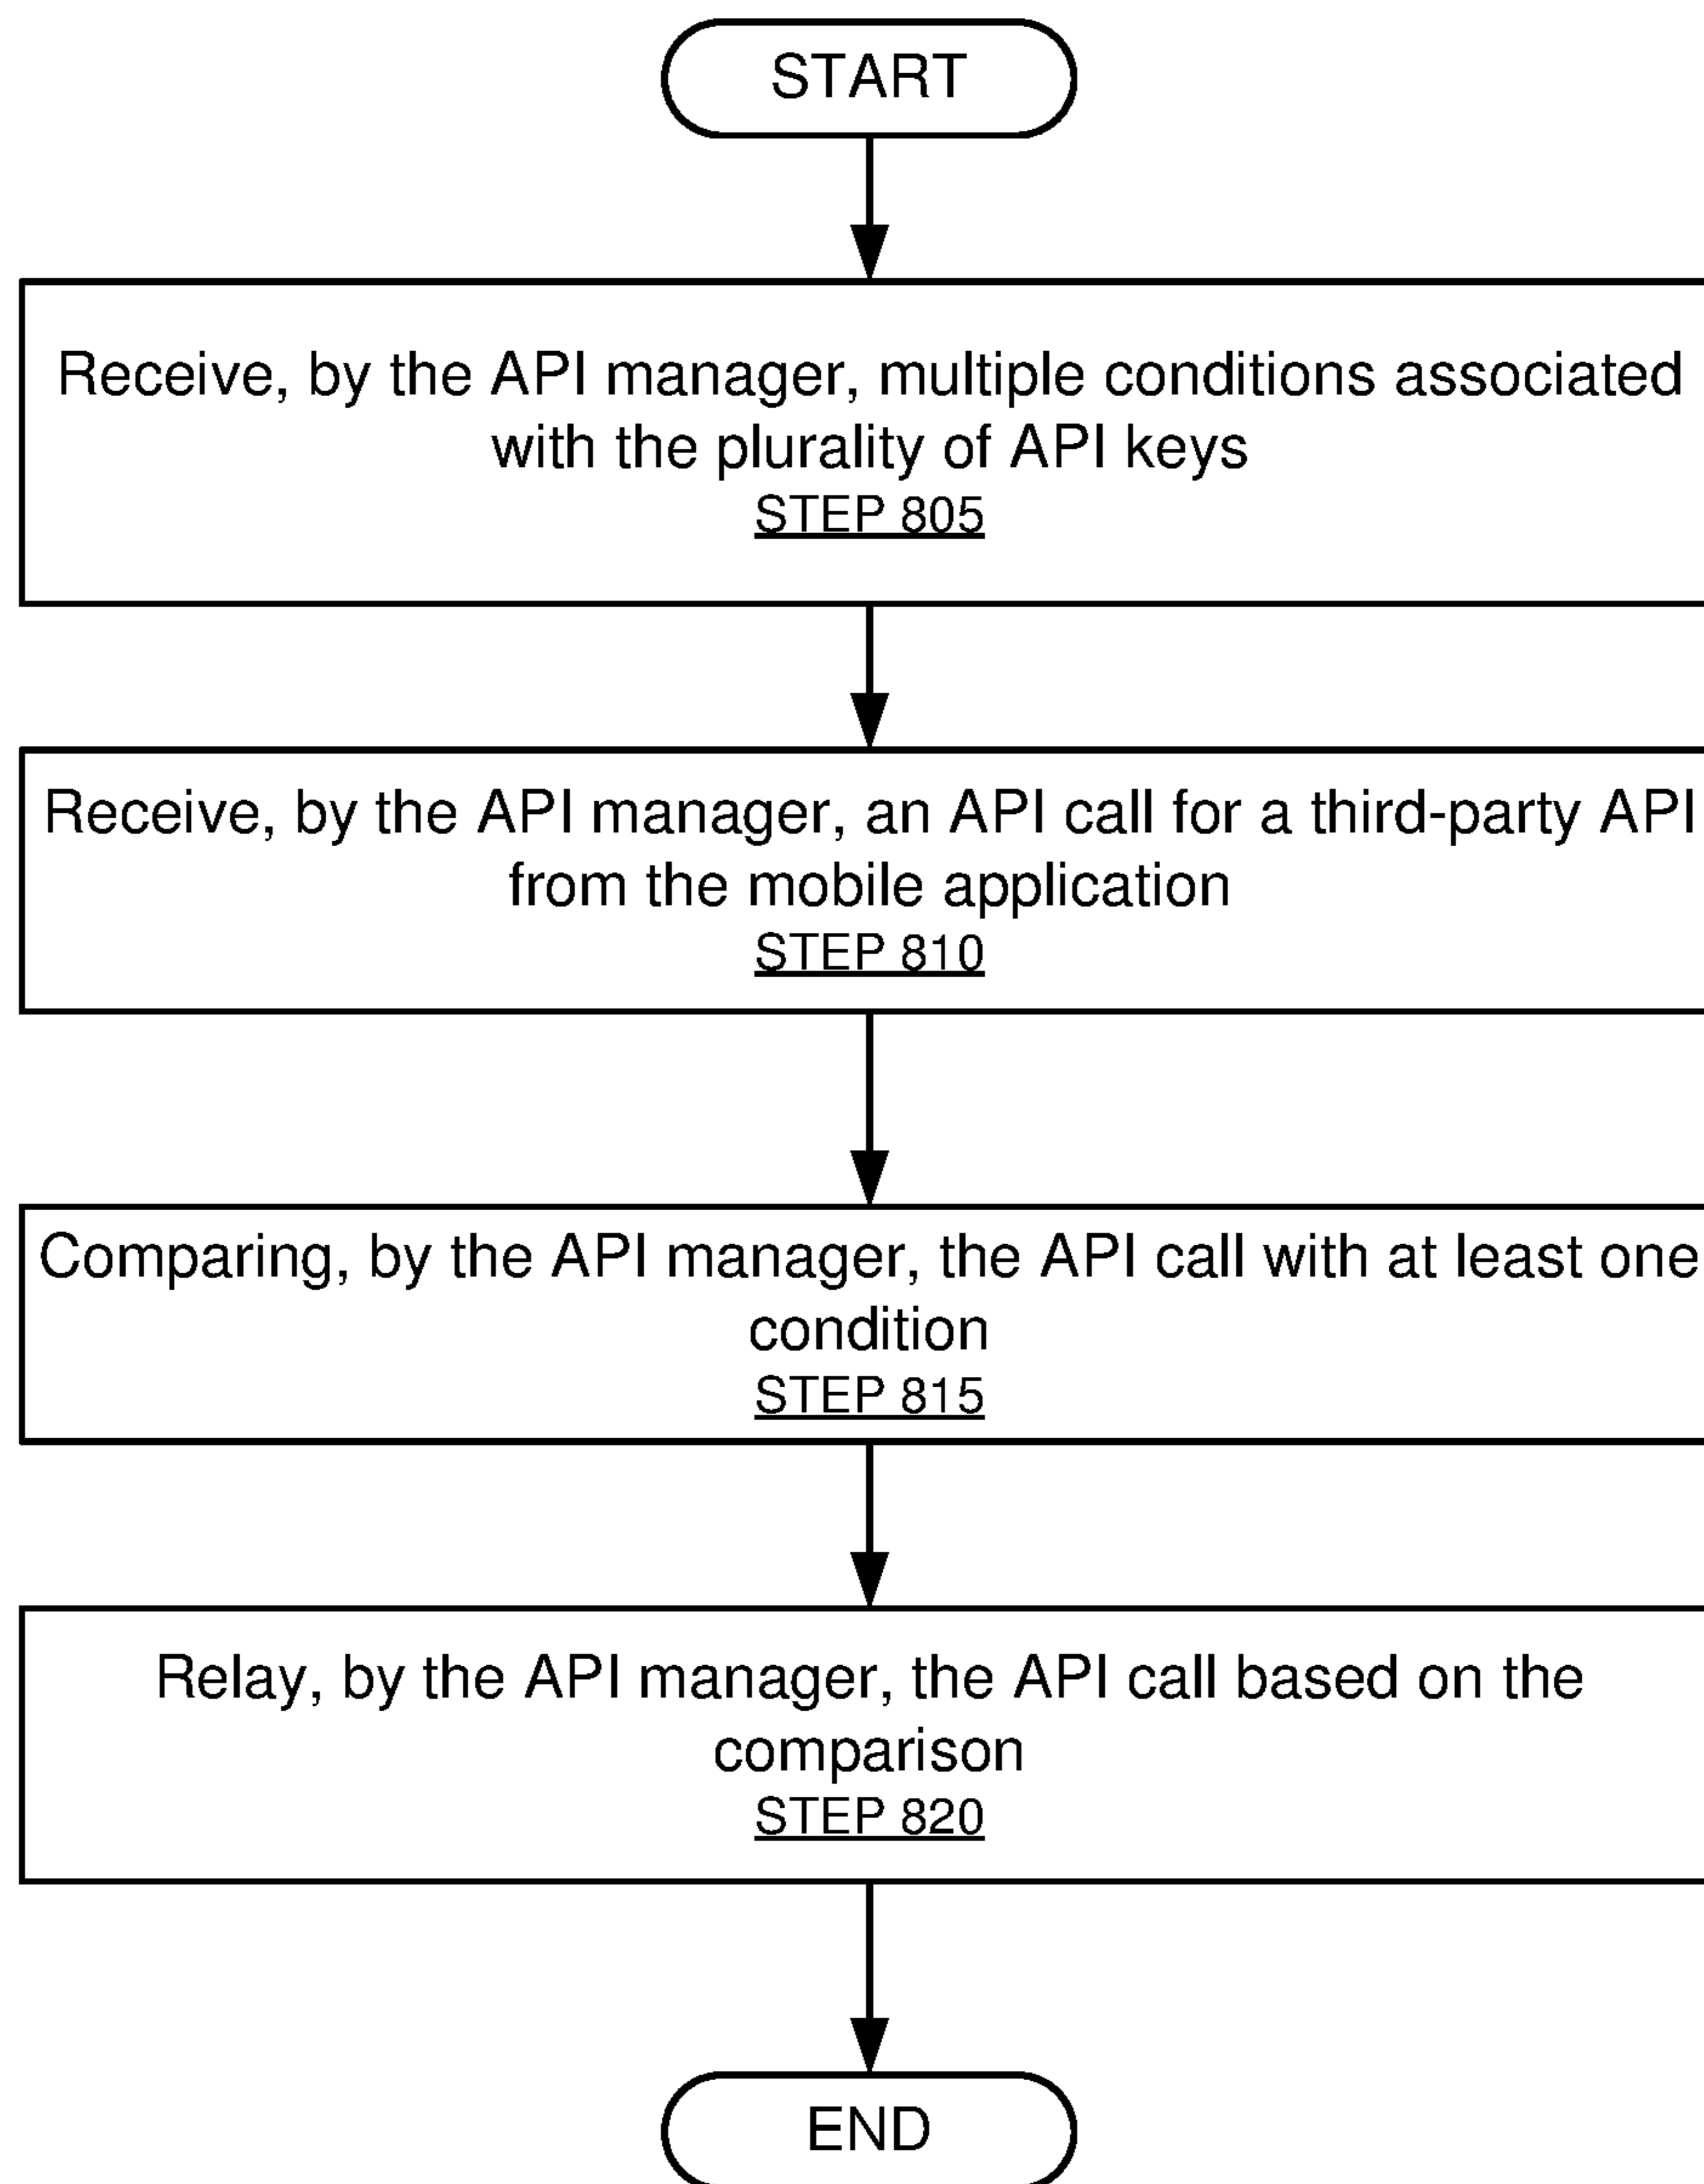 START
Receive, by the API manager, multiple conditions associated
with the plurality of API keys
STEP 805
Receive, by the API manager, an API call for a third-party API
from the mobile application
STEP 810
Comparing, by the API manager, the API call with at least one
condition
STEP 815
Relay, by the API manager, the API call based on the
comparison
STEP 820
END